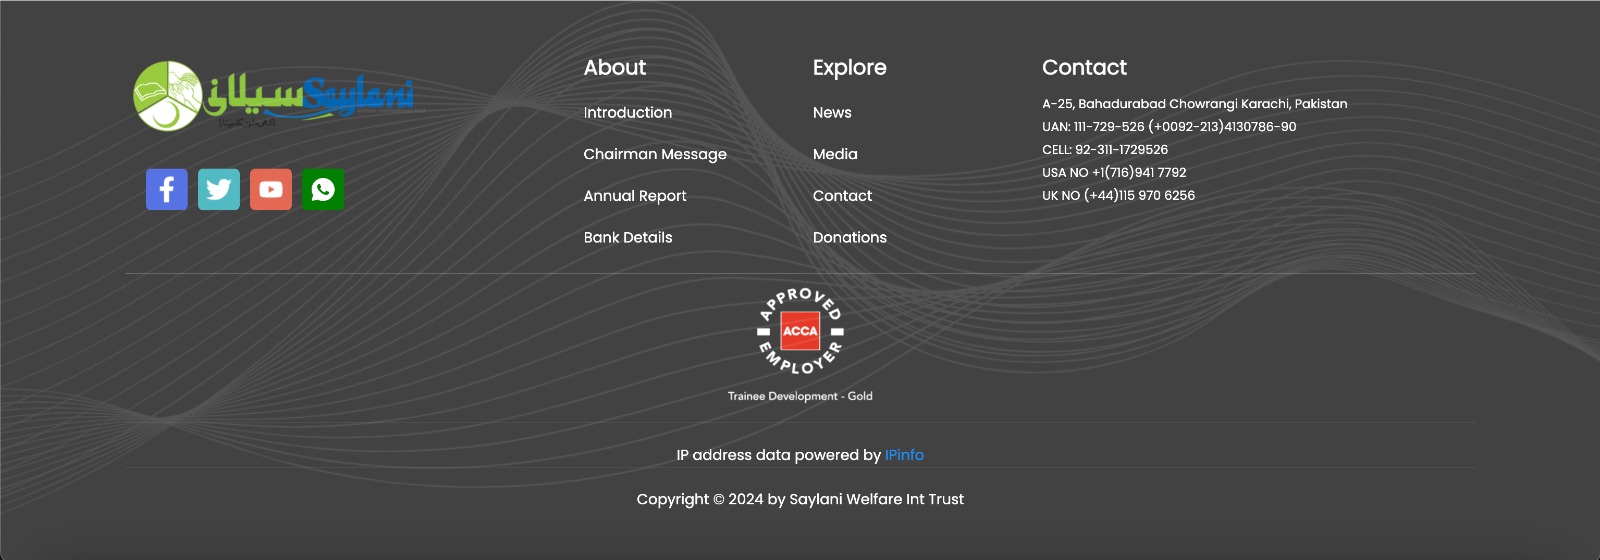 سیلانی Saylani
About
Introduction
Chairman Message
Annual Report
Bank Details
Explore
News
Media
Contact
Donations
Contact
A-25, Bahadurabad Chowrangi Karachi, Pakistan
UAN: 111-729-526 (+0092-213)4130786-90
CELL: 92-311-1729526
USA NO +1(716)941 7792
UK NO (+44)115 970 6256
APPROVED
ACCA
EMPLOYER
Trainee Development - Gold
IP address data powered by IPinfo
Copyright © 2024 by Saylani Welfare Int Trust